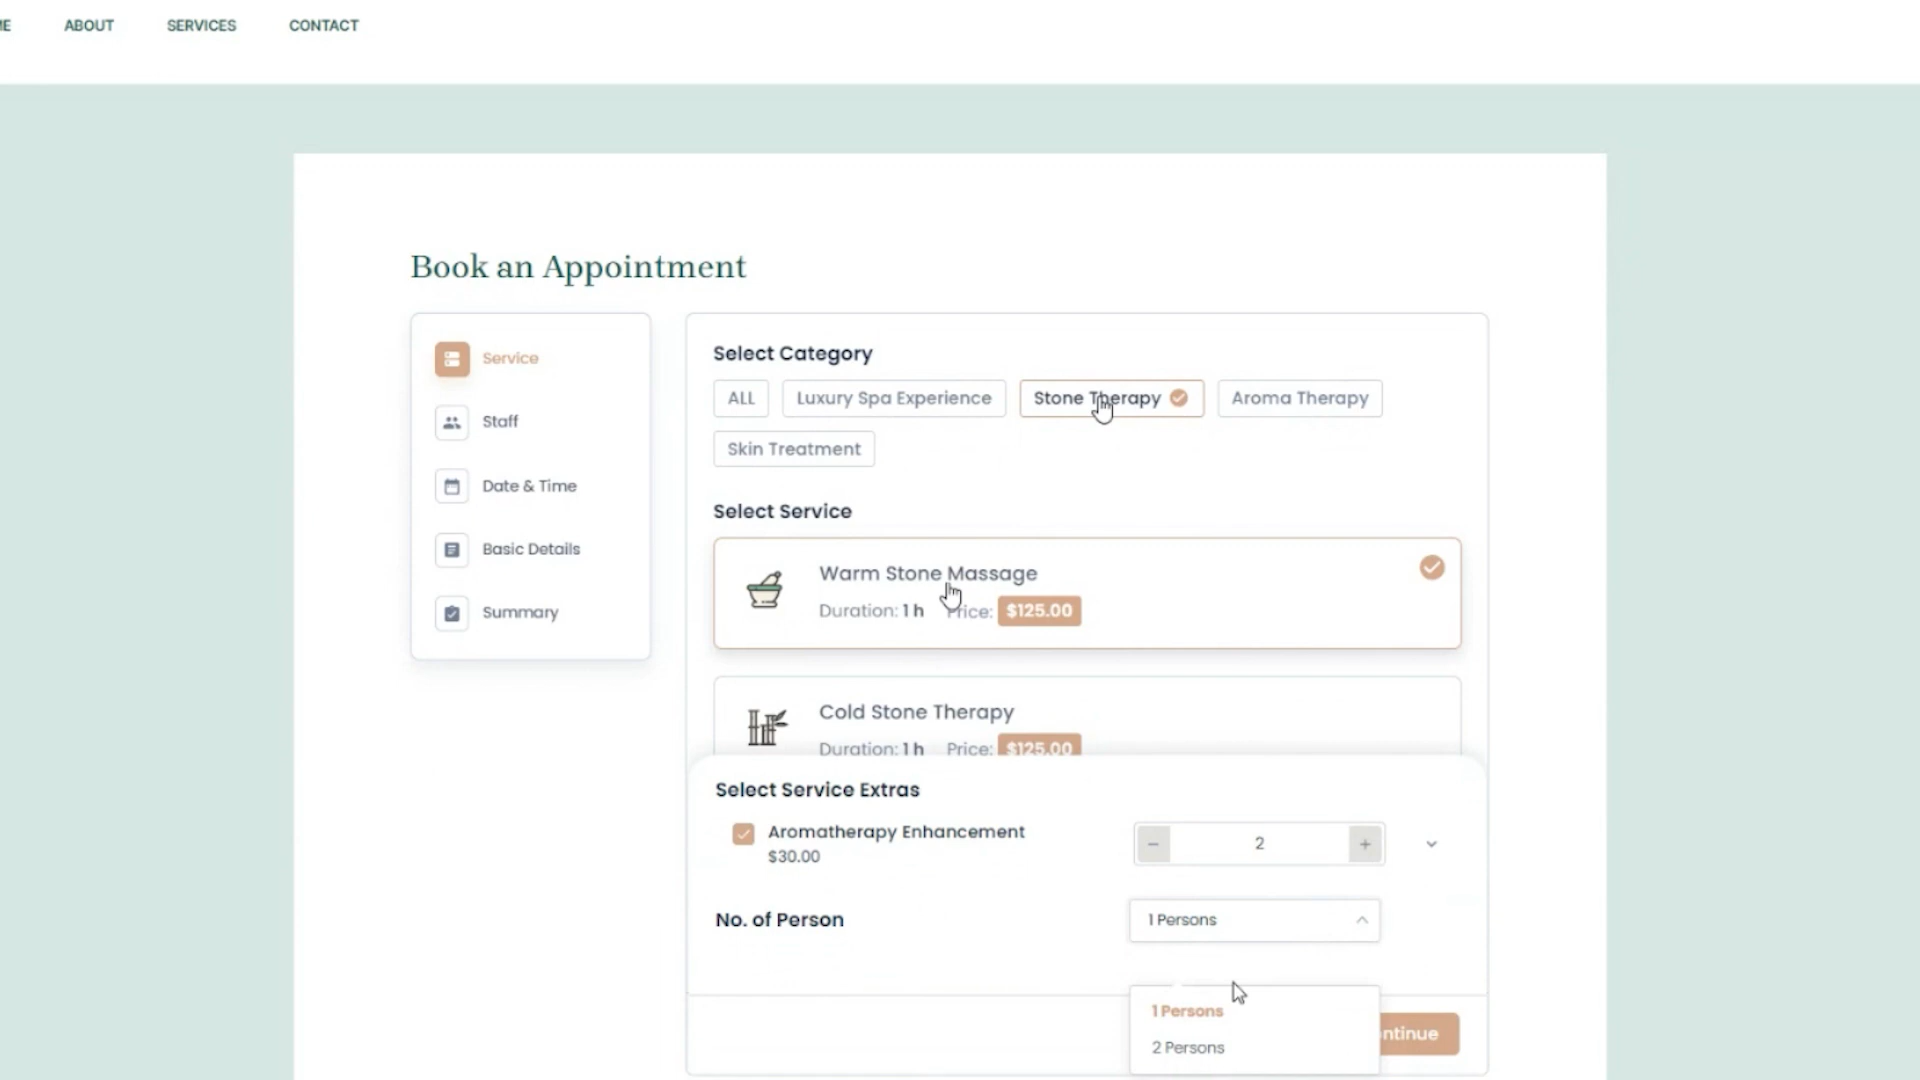 ABOUT SERVICES CONTACT
Book an Appointment
Service
Staff
Date & Time
Basic Details
Summary
Select Category
ALL Luxury Spa Experience Stone Therapy Aroma Therapy
Skin Treatment
Select Service
Warm Stone Massage
Duration: 1 h Price: $125.00
Cold Stone Therapy
Duration: 1 h Price: $125.00
Select Service Extras
Aromatherapy Enhancement
$30.00
2
No. of Person
1 Persons
1 Persons
2 Persons